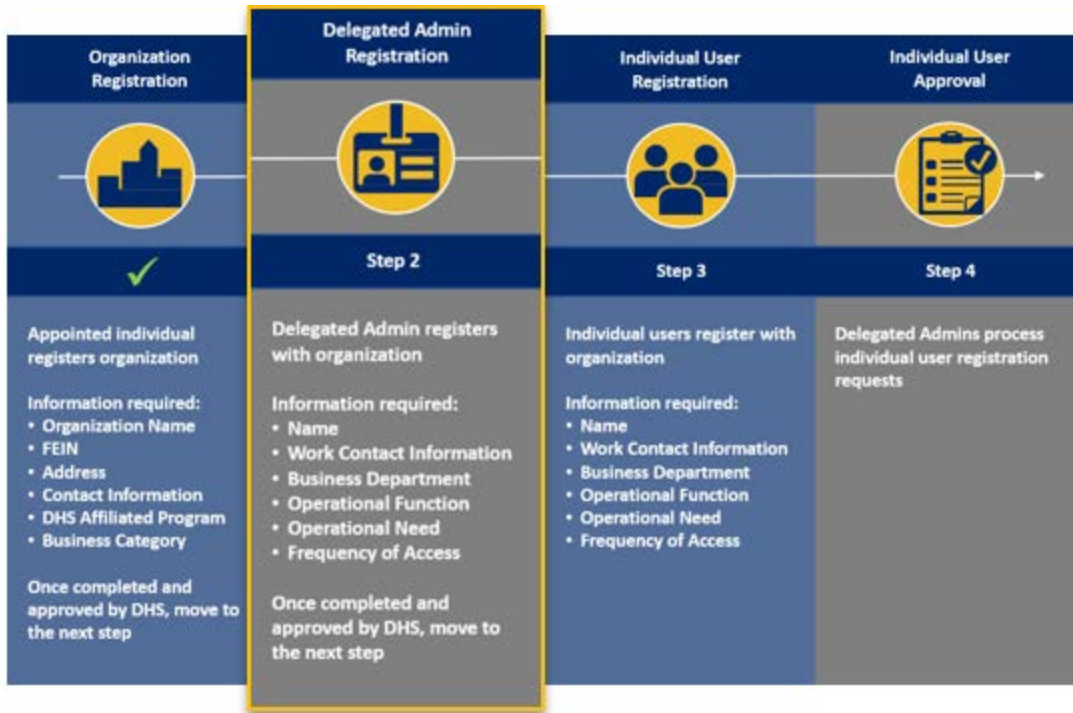 Organization
Registration
Delegated Admin
Registration
Individual User
Registration
Individual User
Approval
Step 2
Step 3
Step 4
Appointed individual
registers organization
Information required:
• Organization Name
• FEIN
• Address
• Contact Information
• DHS Affiliated Program
• Business Category
Once completed and
approved by DHS, move to
the next step
Delegated Admin registers
with organization
Information required:
• Name
• Work Contact Information
• Business Department
• Operational Function
• Operational Need
• Frequency of Access
Once completed and
approved by DHS, move to
the next step
Individual users register with
organization
Information required:
• Name
• Work Contact Information
• Business Department
• Operational Function
• Operational Need
• Frequency of Access
Delegated Admins process
individual user registration
requests